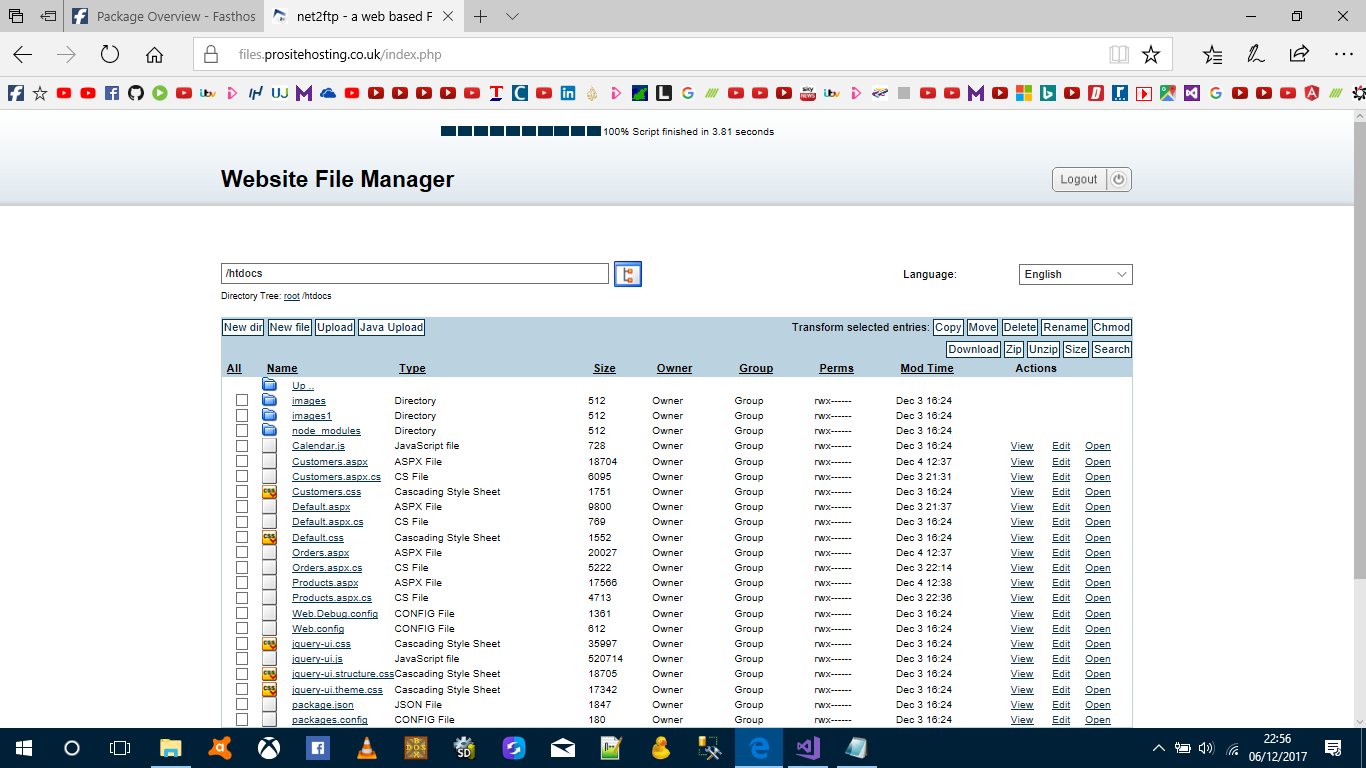 Package Overview - Fasthos
net2ftp - a web based F
files.prositehosting.co.uk/index.php
100% Script finished in 3.81 seconds
Website File Manager
Logout
/htdocs
Language: English
Directory Tree: root /htdocs
New dir New file Upload Java Upload Transform selected entries: Copy Move Delete Rename Chmod
Download Zip Unzip Size Search
All Name Type Size Owner Group Perms Mod Time Actions
Up ..
images Directory 512 Owner Group rwx------ Dec 3 16:24
images1 Directory 512 Owner Group rwx------ Dec 3 16:24
node_modules Directory 512 Owner Group rwx------ Dec 3 16:24
Calendar.js JavaScript file 728 Owner Group rwx------ Dec 3 16:24 View Edit Open
Customers.aspx ASPX File 18704 Owner Group rwx------ Dec 4 12:37 View Edit Open
Customers.aspx.cs CS File 6095 Owner Group rwx------ Dec 3 21:31 View Edit Open
Customers.css Cascading Style Sheet 1751 Owner Group rwx------ Dec 3 16:24 View Edit Open
Default.aspx ASPX File 9800 Owner Group rwx------ Dec 3 21:37 View Edit Open
Default.aspx.cs CS File 769 Owner Group rwx------ Dec 3 16:24 View Edit Open
Default.css Cascading Style Sheet 1552 Owner Group rwx------ Dec 3 16:24 View Edit Open
Orders.aspx ASPX File 20027 Owner Group rwx------ Dec 4 12:37 View Edit Open
Orders.aspx.cs CS File 5222 Owner Group rwx------ Dec 3 22:14 View Edit Open
Products.aspx ASPX File 17566 Owner Group rwx------ Dec 4 12:38 View Edit Open
Products.aspx.cs CS File 4713 Owner Group rwx------ Dec 3 22:36 View Edit Open
Web.Debug.config CONFIG File 1361 Owner Group rwx------ Dec 3 16:24 View Edit Open
Web.config CONFIG File 612 Owner Group rwx------ Dec 3 16:24 View Edit Open
jquery-ui.css Cascading Style Sheet 35997 Owner Group rwx------ Dec 3 16:24 View Edit Open
jquery-ui.js JavaScript file 520714 Owner Group rwx------ Dec 3 16:24 View Edit Open
jquery-ui.structure.css Cascading Style Sheet 18705 Owner Group rwx------ Dec 3 16:24 View Edit Open
jquery-ui.theme.css Cascading Style Sheet 17342 Owner Group rwx------ Dec 3 16:24 View Edit Open
package.json JSON File 1847 Owner Group rwx------ Dec 3 16:24 View Edit Open
packages.config CONFIG File 180 Owner Group rwx------ Dec 3 16:24 View Edit Open
22:56
06/12/2017